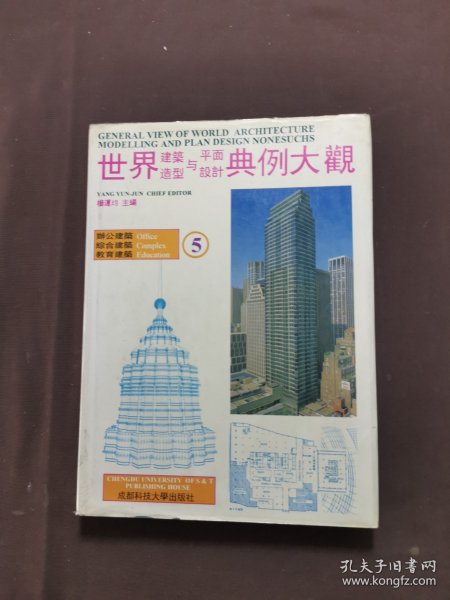 GENERAL VIEW OF WORLD ARCHITECTURE
MODELLING AND PLAN DESIGN NONESUCHS
世界建築造型与平面設計典例大觀
YANG YUN-JUN CHIEF EDITOR
楊運均 主編
辦公建築 Office
綜合建築 Complex
教育建築 Education
5
CHENGDU UNIVERSITY OF S & T
PUBLISHING HOUSE
成都科技大學出版社
孔夫子旧书网
www.kongfz.com